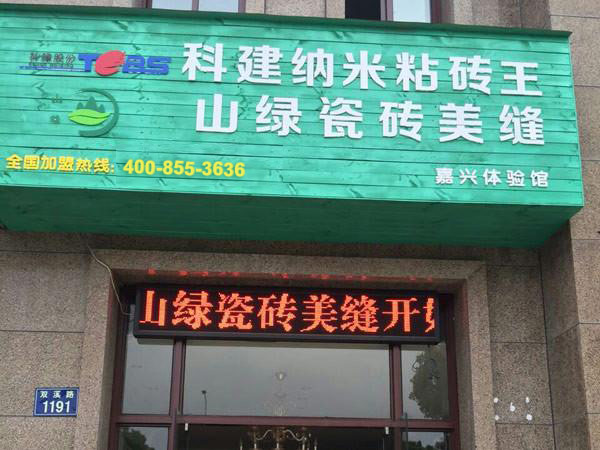 科建纳米粘砖王
山绿瓷砖美缝
全国加盟热线: 400-855-3636
嘉兴体验馆
山绿瓷砖美缝开
双溪路
1191